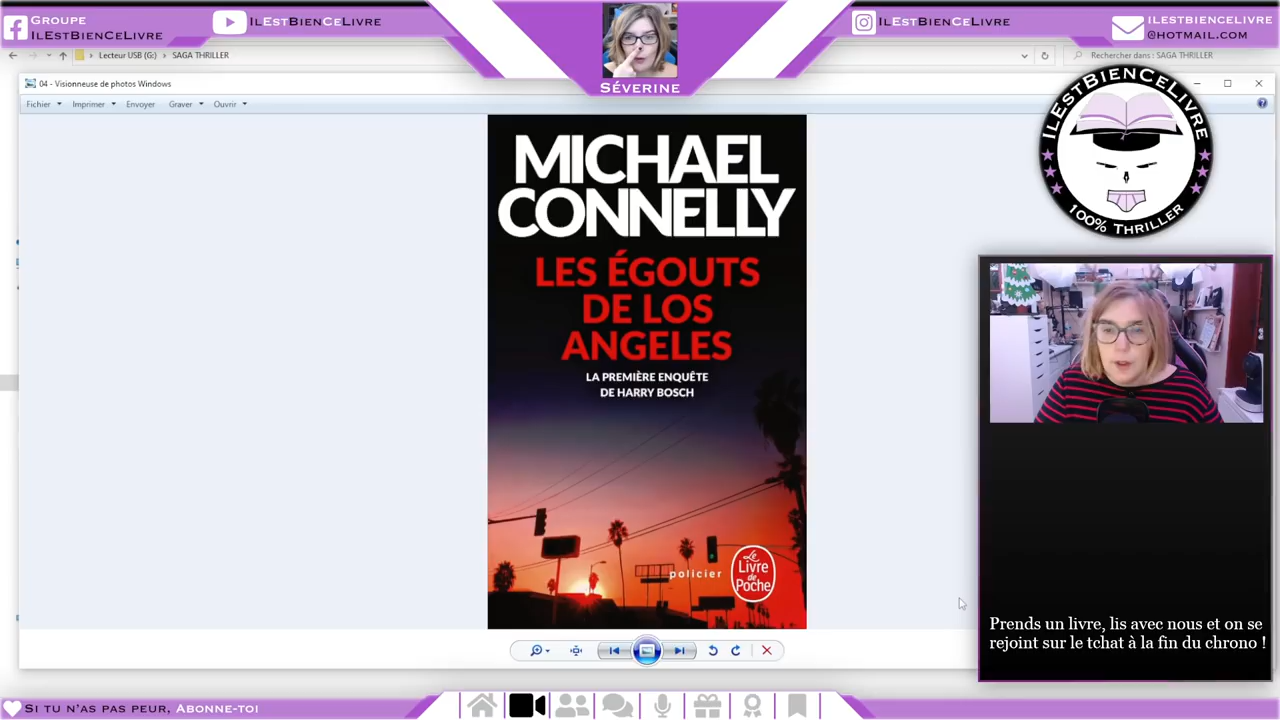 GROUPE
ILESTBIENCELIVRE
ILESTBIENCELIVRE
SÉVERINE
ILESTBIENCELIVRE
ILESTBIENCELIVRE
@HOTMAIL.COM
Lecteur USB (G:) › SAGA THRILLER
Rechercher dans : SAGA THRILLER
04 - Visionneuse de photos Windows
Fichier Imprimer Envoyer Graver Ouvrir
ILESTBIENCELIVRE
100% THRILLER
MICHAEL
CONNELLY
LES ÉGOUTS
DE LOS
ANGELES
LA PREMIÈRE ENQUÊTE
DE HARRY BOSCH
policier
Le
Livre
de
Poche
Prends un livre, lis avec nous et on se
rejoint sur le tchat à la fin du chrono !
SI TU N'AS PAS PEUR, ABONNE-TOI